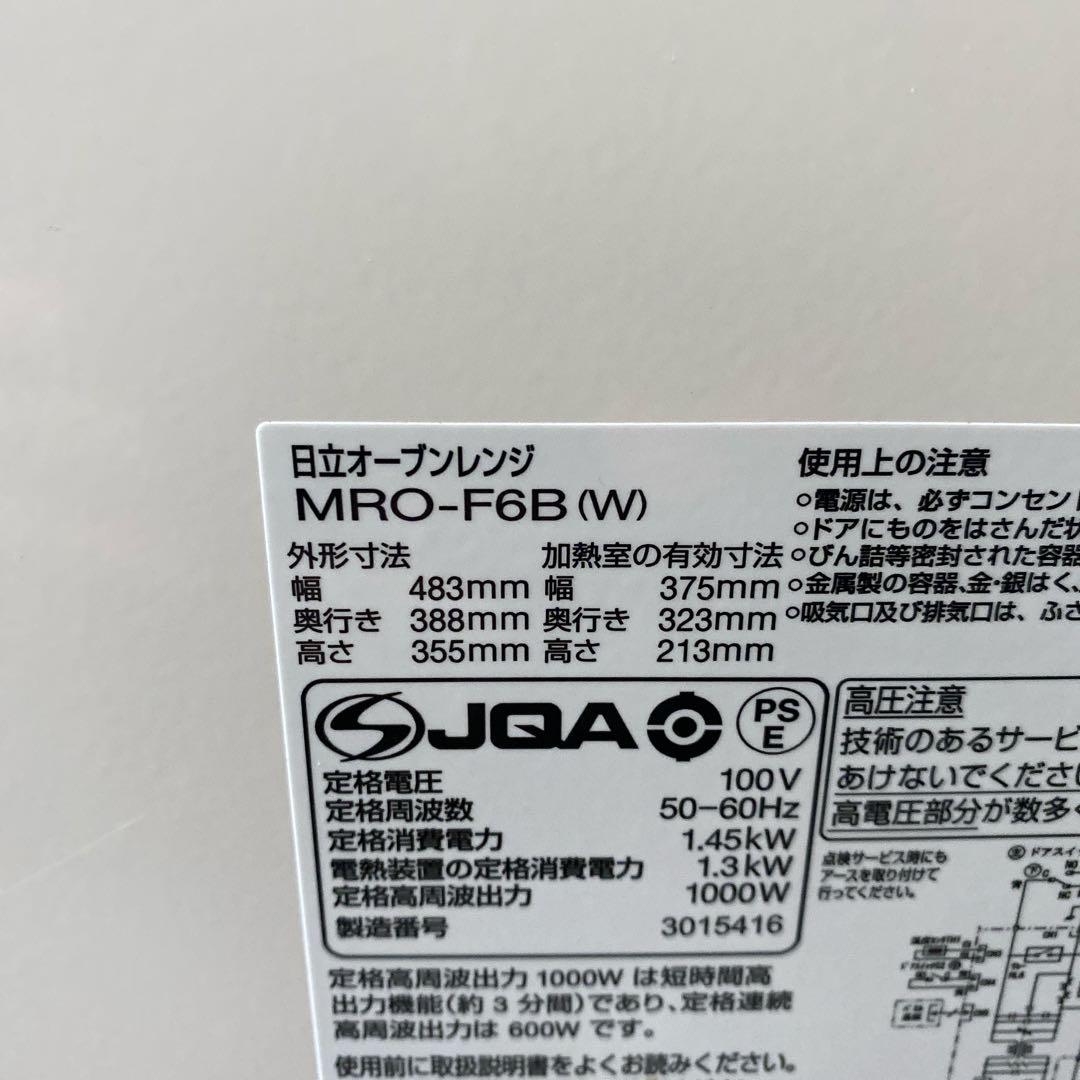 日立オーブンレンジ
MRO-F6B (W)
外形寸法
幅 483mm
奥行き 388mm
高さ 355mm
加熱室の有効寸法
幅 375mm
奥行き 323mm
高さ 213mm
使用上の注意
○電源は、必ずコンセント
○ドアにものをはさんだ状
○びん詰等密封された容器
○金属製の容器、金・銀はく、
○吸気口及び排気口は、ふさ
S JQA PS E
定格電圧 100V
定格周波数 50-60Hz
定格消費電力 1.45kW
電熱装置の定格消費電力 1.3kW
定格高周波出力 1000W
製造番号 3015416
定格高周波出力 1000W は短時間高
出力機能(約3分間)であり、定格連続
高周波出力は 600W です。
使用前に取扱説明書をよくお読みください。
高圧注意
技術のあるサービ
あけないでください
高電圧部分が数多く
点検サービス時にも
アースを取り付けて
行ってください。
ドアスイッ